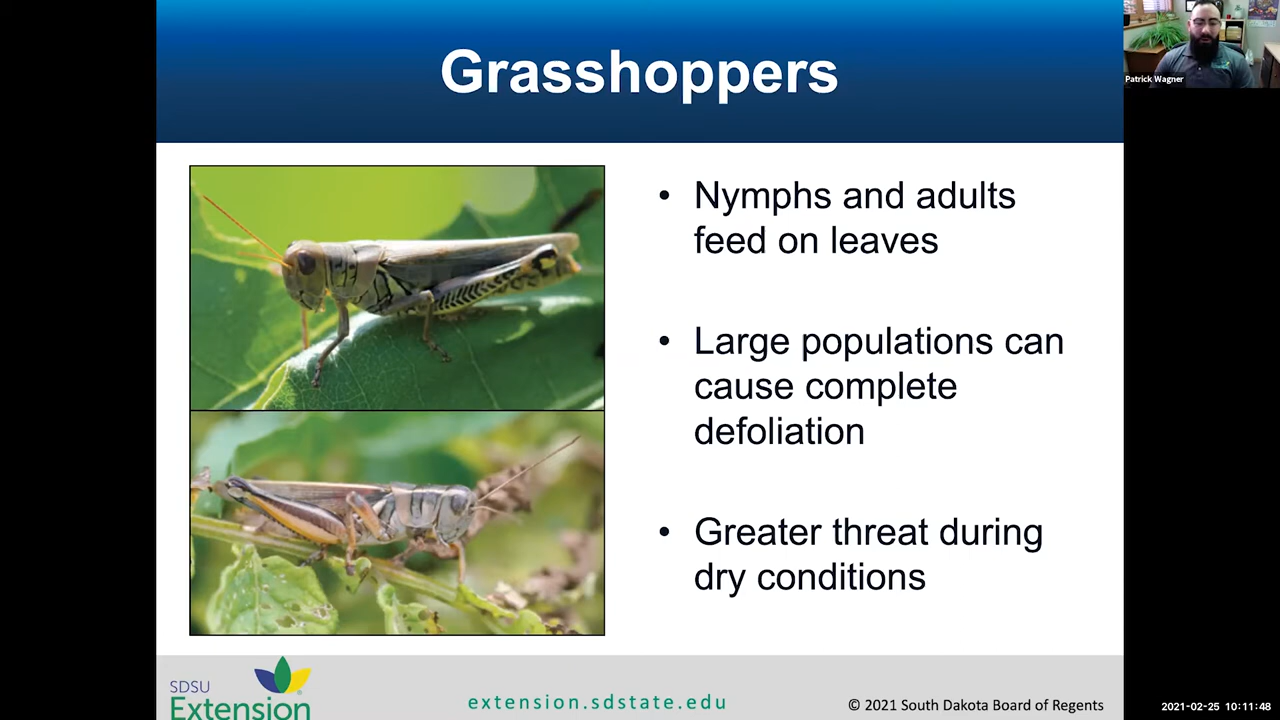 Grasshoppers
Patrick Wagner
• Nymphs and adults
feed on leaves
• Large populations can
cause complete
defoliation
• Greater threat during
dry conditions
SDSU
Extension
extension.sdstate.edu
© 2021 South Dakota Board of Regents
2021-02-25 10:11:48